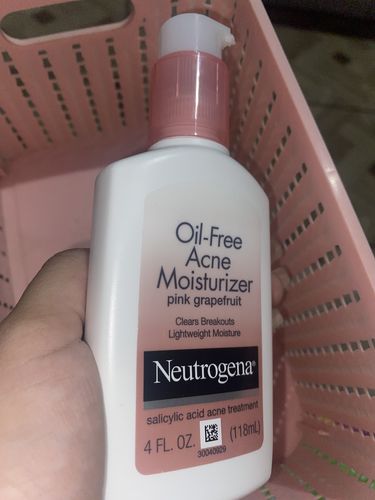 Oil-Free
Acne
Moisturizer
pink grapefruit
Clears Breakouts
Lightweight Moisture
Neutrogena®
salicylic acid acne treatment
4 FL. OZ. (118mL)
30040929